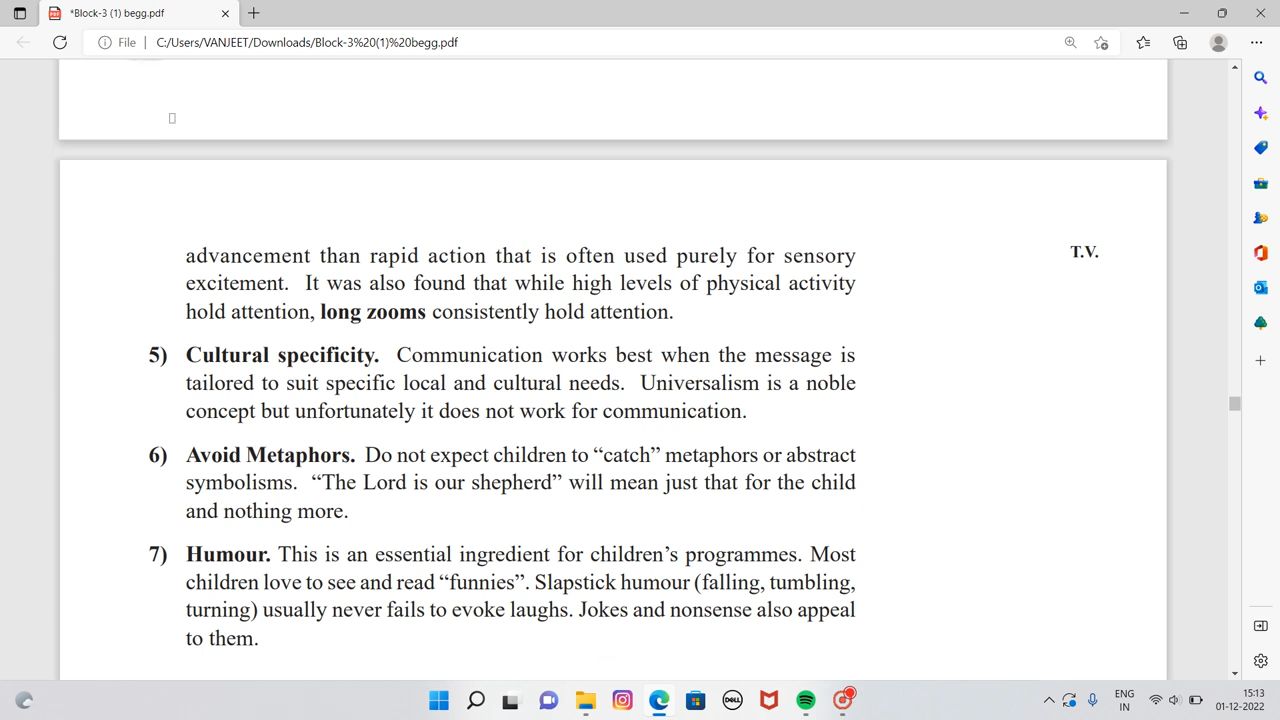 *Block-3 (1) begg.pdf
File
C:/Users/VANJEET/Downloads/Block-3%20(1)%20begg.pdf
T.V.
advancement than rapid action that is often used purely for sensory
excitement. It was also found that while high levels of physical activity
hold attention, long zooms consistently hold attention.
5) Cultural specificity. Communication works best when the message is
tailored to suit specific local and cultural needs. Universalism is a noble
concept but unfortunately it does not work for communication.
6) Avoid Metaphors. Do not expect children to “catch” metaphors or abstract
symbolisms. “The Lord is our shepherd” will mean just that for the child
and nothing more.
7) Humour. This is an essential ingredient for children’s programmes. Most
children love to see and read “funnies”. Slapstick humour (falling, tumbling,
turning) usually never fails to evoke laughs. Jokes and nonsense also appeal
to them.
DELL
ENG
IN
15:13
01-12-2022